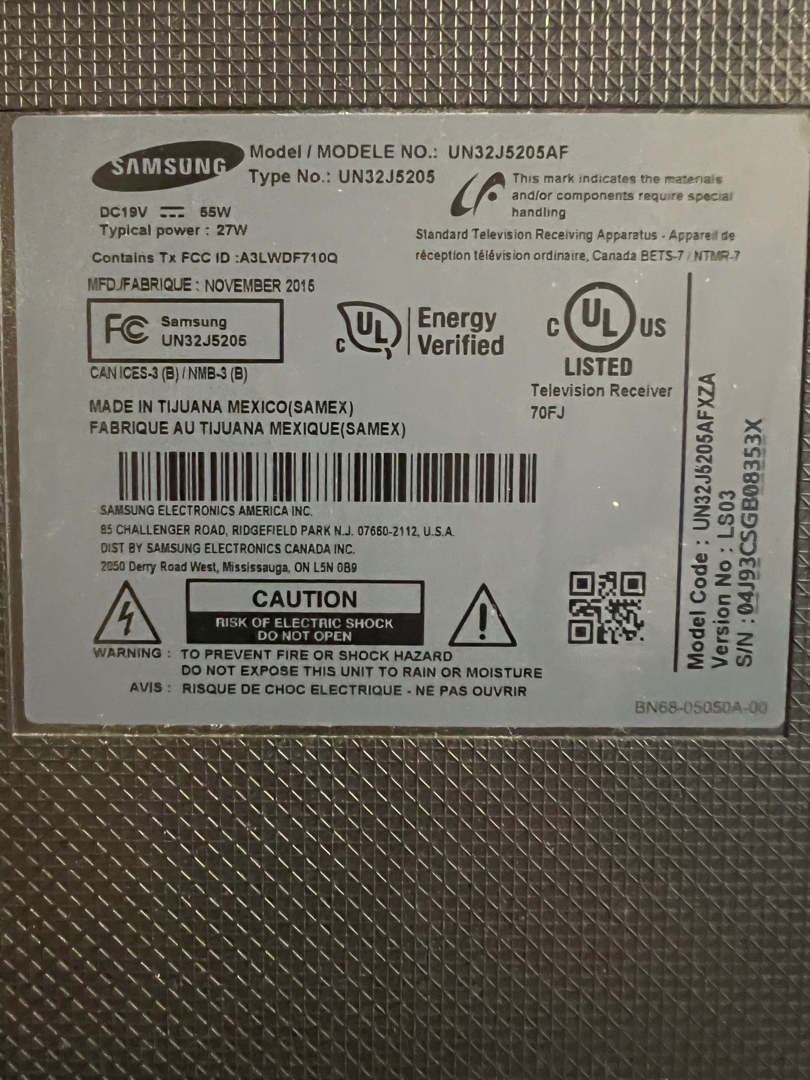 SAMSUNG
Model / MODELE NO.: UN32J5205AF
Type No.: UN32J5205
DC19V 55W
Typical power : 27W
This mark indicates the materials
and/or components require special
handling
Standard Television Receiving Apparatus - Appareil de
réception télévision ordinaire, Canada BETS-7 / NTMR-7
Contains Tx FCC ID :A3LWDF710Q
MFD./FABRIQUE : NOVEMBER 2015
FC Samsung
UN32J5205
CAN ICES-3 (B) / NMB-3 (B)
c UL Energy
Verified
c UL US
LISTED
Television Receiver
70FJ
MADE IN TIJUANA MEXICO(SAMEX)
FABRIQUE AU TIJUANA MEXIQUE(SAMEX)
SAMSUNG ELECTRONICS AMERICA INC.
85 CHALLENGER ROAD, RIDGEFIELD PARK N.J. 07660-2112, U.S.A.
DIST BY SAMSUNG ELECTRONICS CANADA INC.
2050 Derry Road West, Mississauga, ON L5N 0B9
CAUTION
RISK OF ELECTRIC SHOCK
DO NOT OPEN
WARNING : TO PREVENT FIRE OR SHOCK HAZARD
DO NOT EXPOSE THIS UNIT TO RAIN OR MOISTURE
AVIS : RISQUE DE CHOC ELECTRIQUE - NE PAS OUVRIR
Model Code : UN32J5205AFXZA
Version No : LS03
S/N : 04J93CSGB08353X
BN68-05050A-00